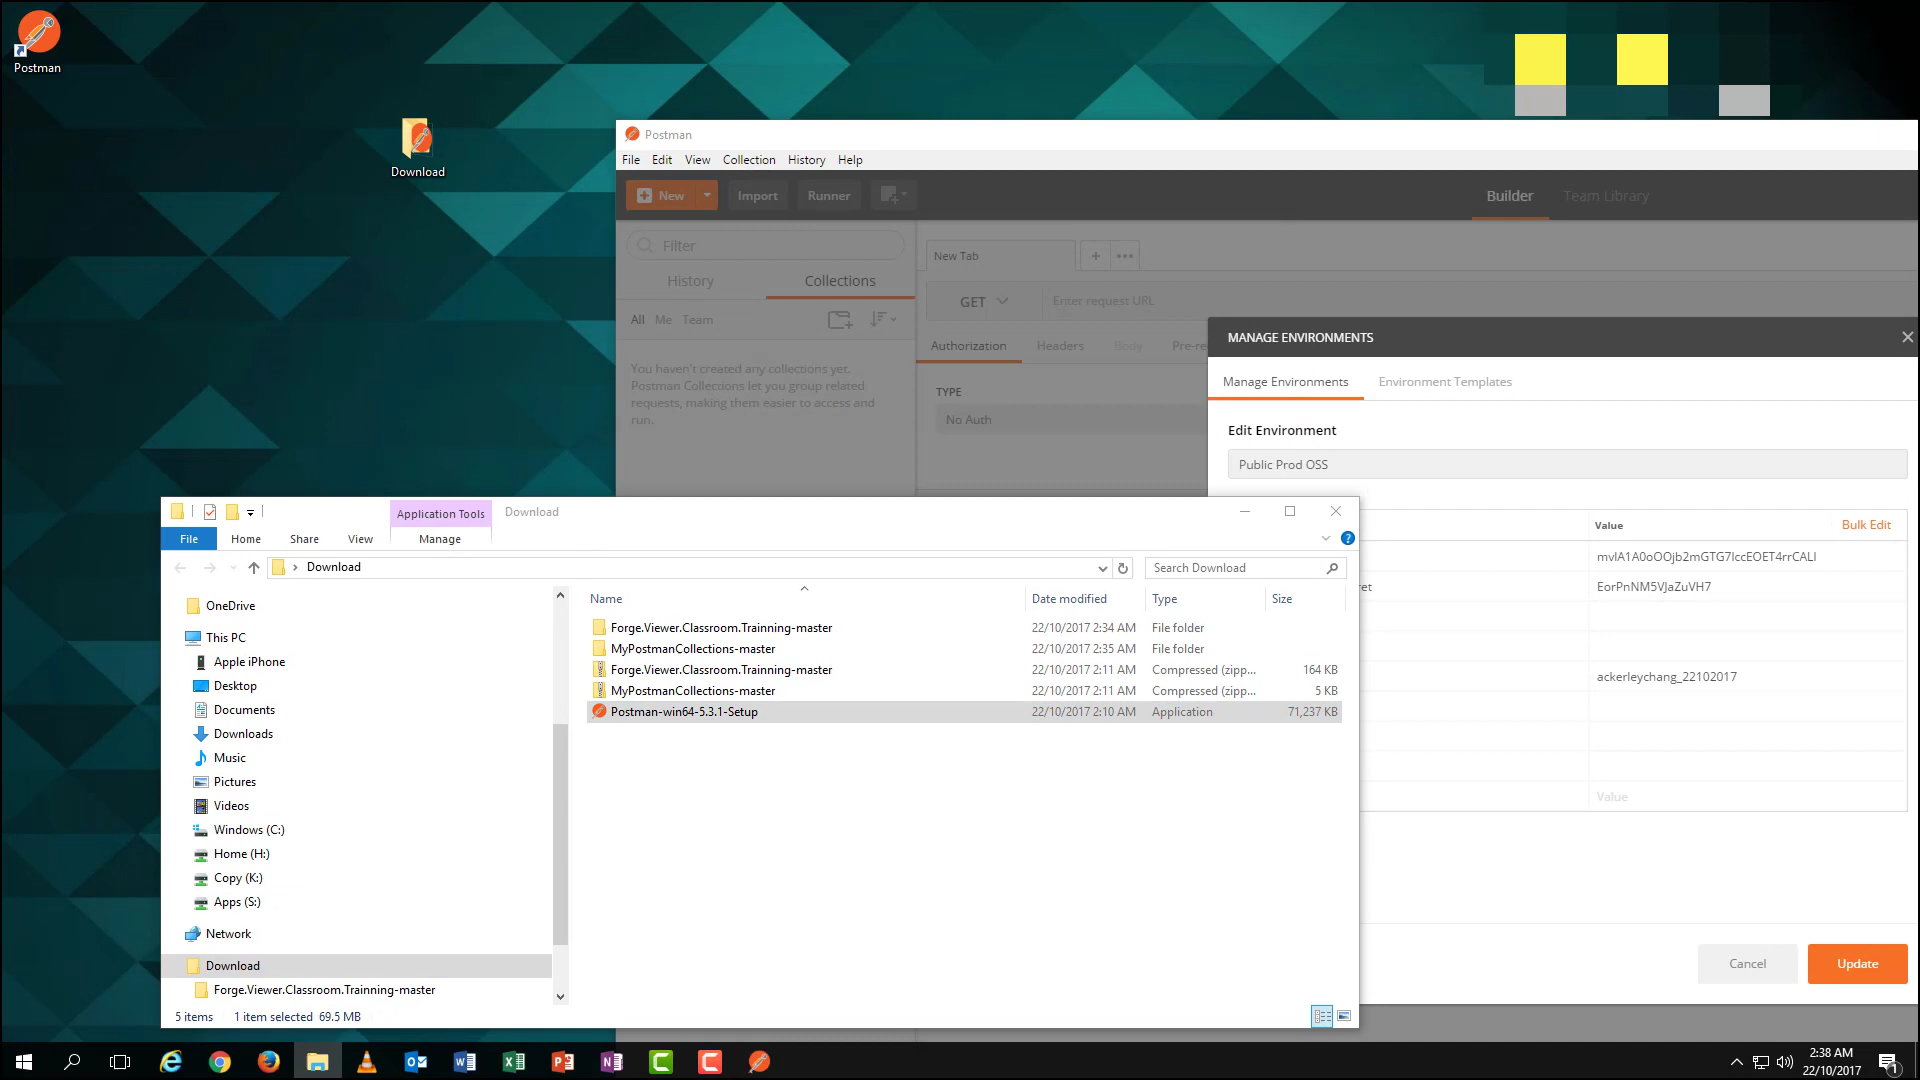 Postman
Download
Postman
File Edit View Collection History Help
New Import Runner Builder Team Library
Filter
History Collections
New Tab + •••
GET Enter request URL
All Me Team
Authorization Headers Body Pre-re
You haven't created any collections yet.
Postman Collections let you group related
requests, making them easier to access and
run.
TYPE
No Auth
MANAGE ENVIRONMENTS
Manage Environments Environment Templates
Edit Environment
Public Prod OSS
Value Bulk Edit
mvIA1A0oOOjb2mGTG7IccEOET4rrCALI
ret EorPnNM5VJaZuVH7
ackerleychang_22102017
Value
Cancel Update
Application Tools Download
File Home Share View Manage
Download
Search Download
OneDrive
This PC
Apple iPhone
Desktop
Documents
Downloads
Music
Pictures
Videos
Windows (C:)
Home (H:)
Copy (K:)
Apps (S:)
Network
Download
Forge.Viewer.Classroom.Trainning-master
Name Date modified Type Size
Forge.Viewer.Classroom.Trainning-master 22/10/2017 2:34 AM File folder
MyPostmanCollections-master 22/10/2017 2:35 AM File folder
Forge.Viewer.Classroom.Trainning-master 22/10/2017 2:11 AM Compressed (zipp... 164 KB
MyPostmanCollections-master 22/10/2017 2:11 AM Compressed (zipp... 5 KB
Postman-win64-5.3.1-Setup 22/10/2017 2:10 AM Application 71,237 KB
5 items 1 item selected 69.5 MB
2:38 AM
22/10/2017
1